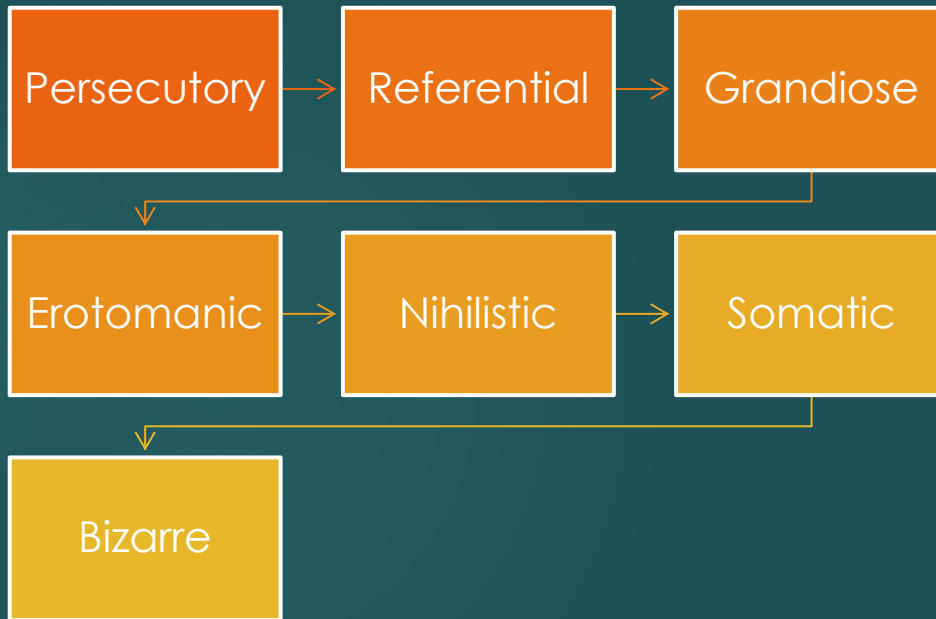 Persecutory
Referential
Grandiose
Erotomanic
Nihilistic
Somatic
Bizarre